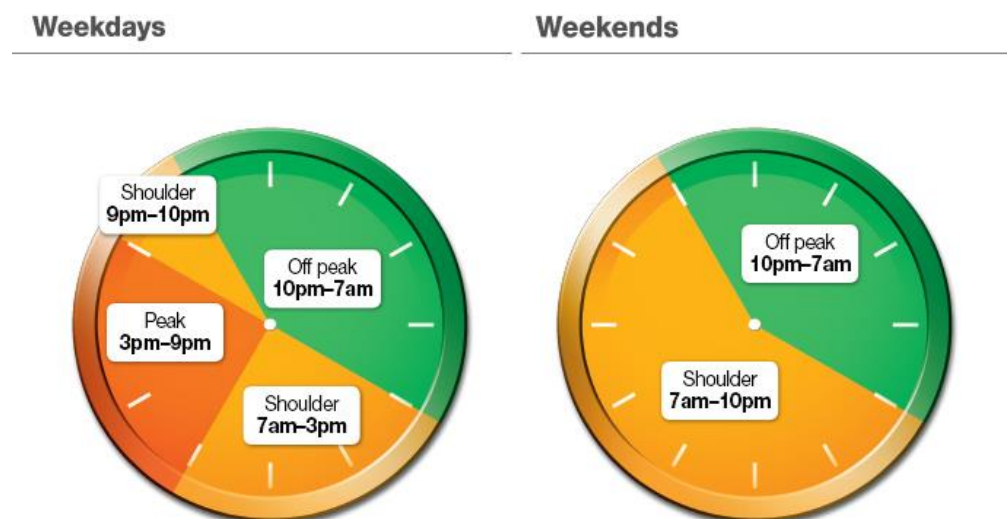 Weekdays
Weekends
Shoulder
9pm–10pm
Off peak
10pm–7am
Peak
3pm–9pm
Shoulder
7am–3pm
Off peak
10pm–7am
Shoulder
7am–10pm